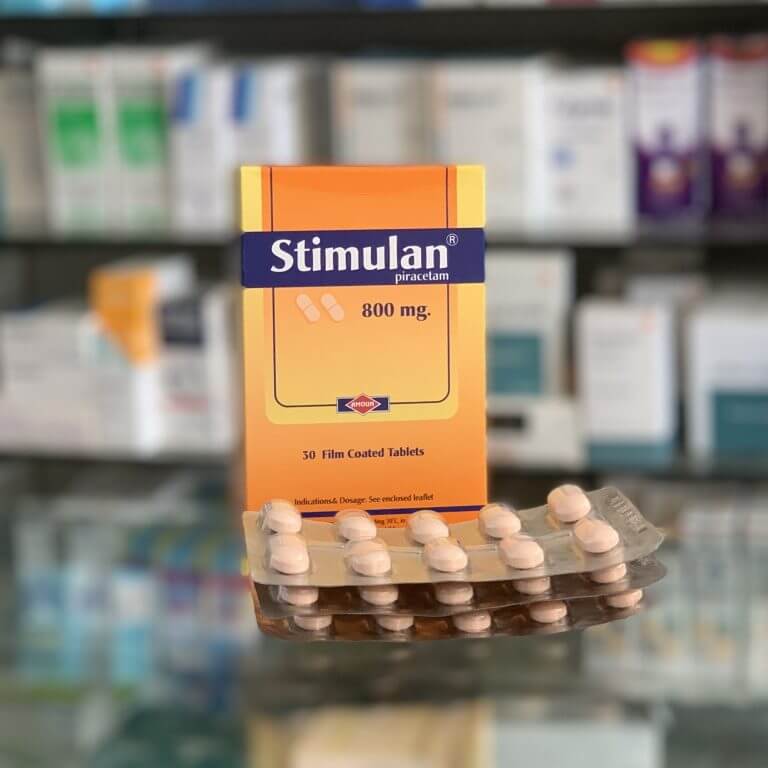 Stimulan®
piracetam
800 mg.
AMOUN
30 Film Coated Tablets
Indications& Dosage: See enclosed leaflet